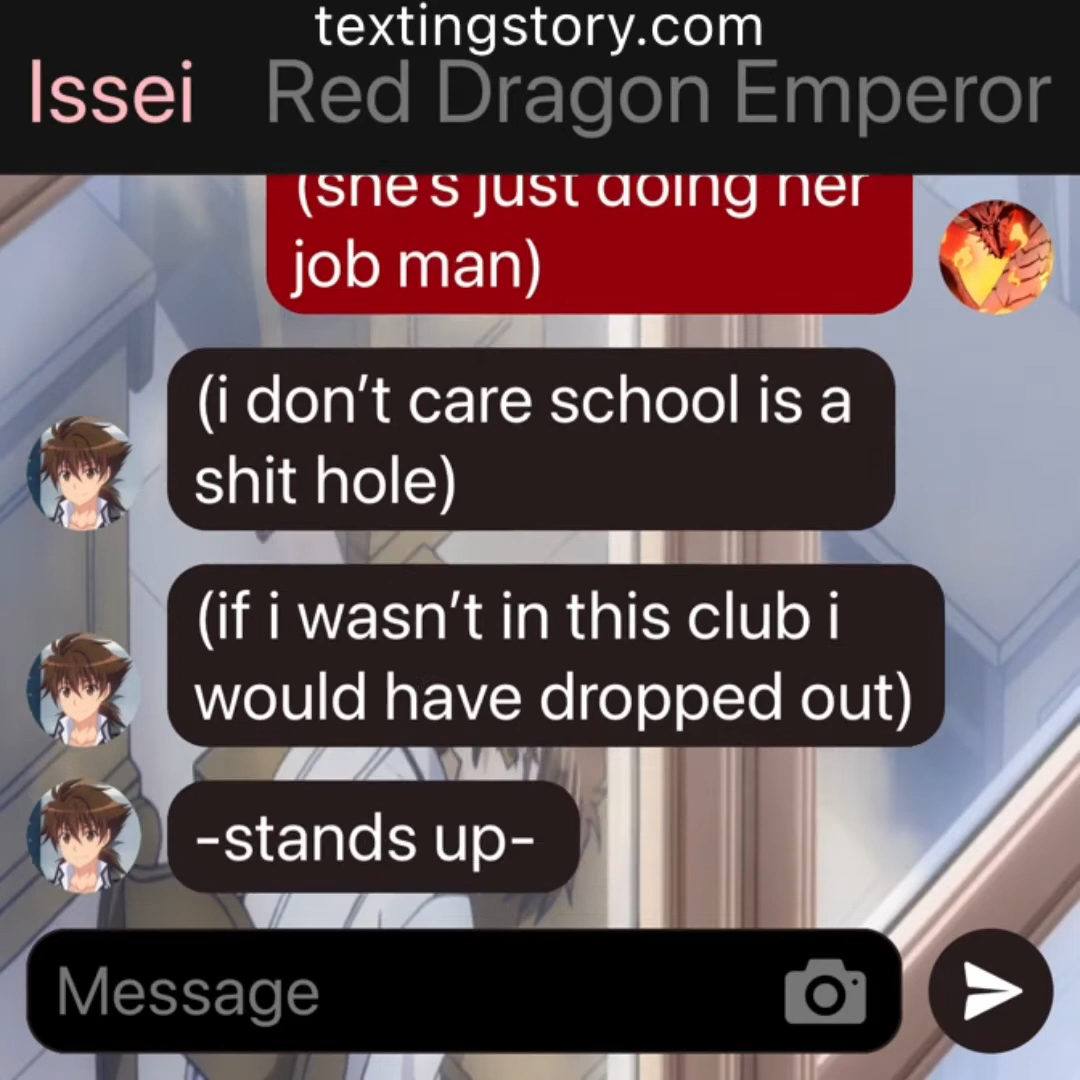 textingstory.com
Issei Red Dragon Emperor
(she's just doing her
job man)
(i don’t care school is a
shit hole)
(if i wasn’t in this club i
would have dropped out)
-stands up-
Message